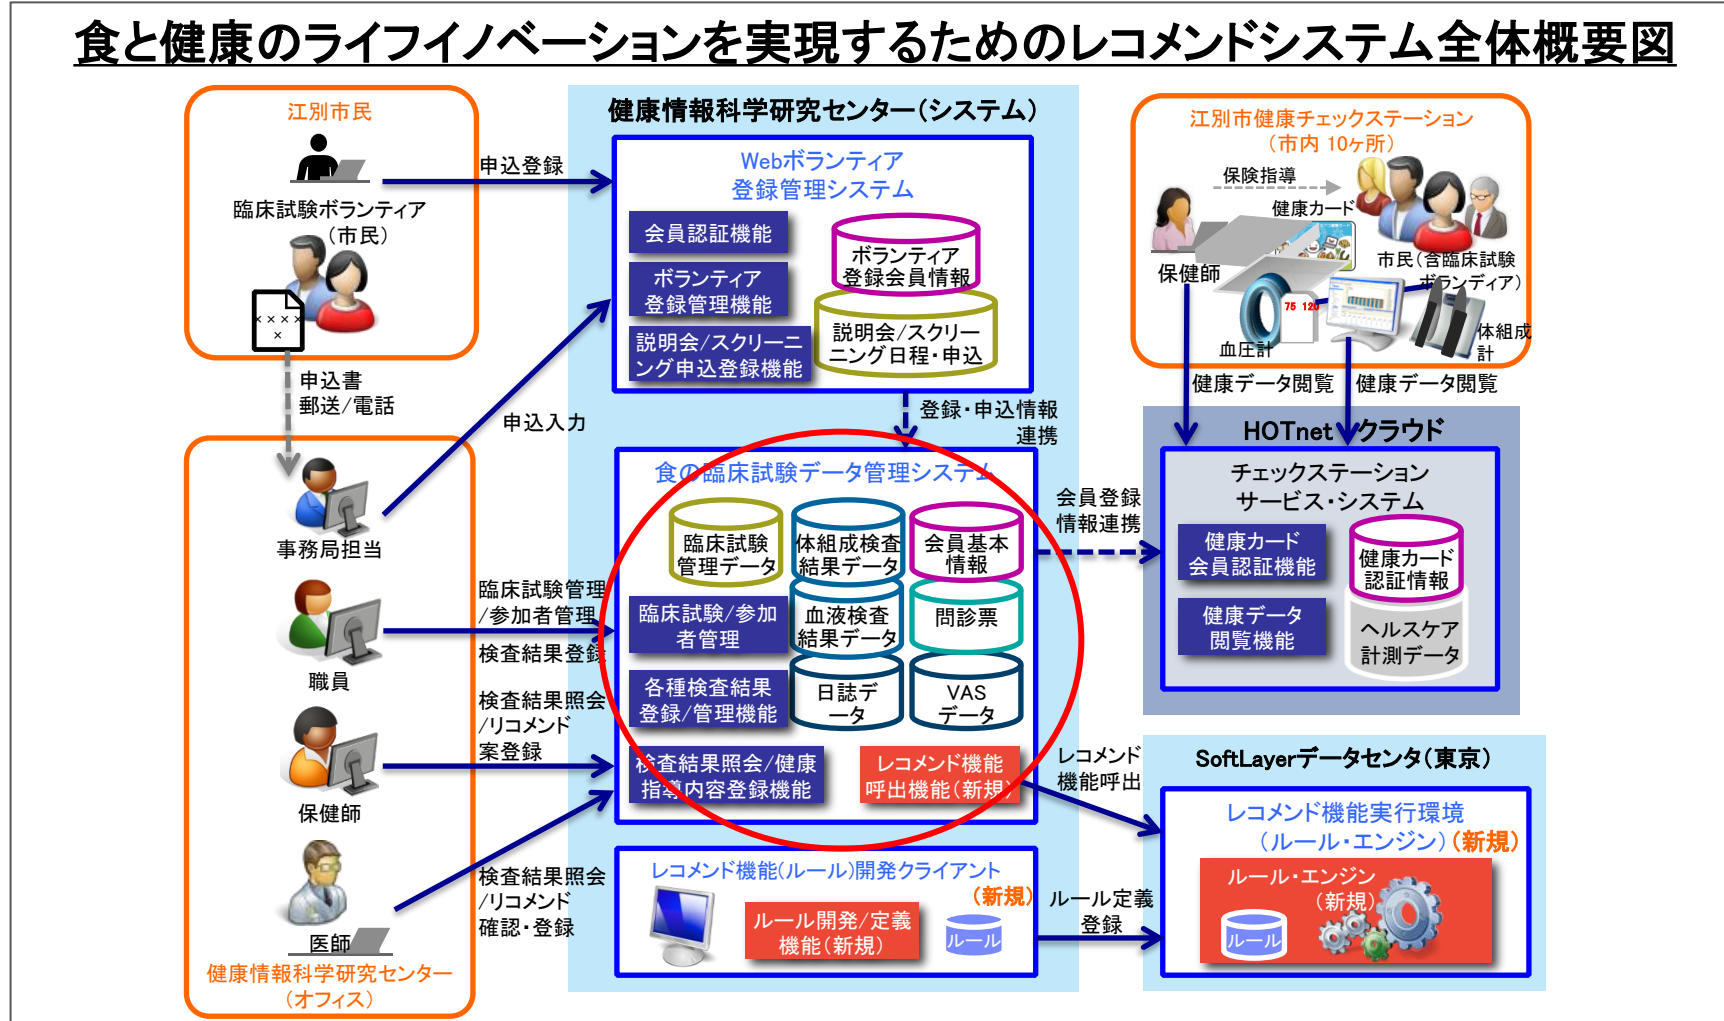 食と健康のライフイノベーションを実現するためのレコメンドシステム全体概要図
江別市民
臨床試験ボランティア
(市民)
××××
×
申込書
郵送/電話
申込登録
申込入力
事務局担当
職員
保健師
医師
健康情報科学研究センター
(オフィス)
臨床試験管理
/参加者管理
検査結果登録
検査結果照会
/リコメンド
案登録
検査結果照会
/リコメンド
確認・登録
健康情報科学研究センター(システム)
Webボランティア
登録管理システム
会員認証機能
ボランティア
登録管理機能
説明会/スクリーニ
ング申込登録機能
ボランティア
登録会員情報
説明会/スクリー
ニング日程・申込
登録・申込情報
連携
食の臨床試験データ管理システム
臨床試験
管理データ
体組成検査
結果データ
会員基本
情報
臨床試験/参加
者管理
血液検査
結果データ
問診票
各種検査結果
登録/管理機能
日誌デ
ータ
VAS
データ
検査結果照会/健康
指導内容登録機能
レコメンド機能
呼出機能(新規)
レコメンド機能(ルール)開発クライアント
(新規)
ルール開発/定義
機能(新規)
ルール
会員登録
情報連携
レコメンド
機能呼出
ルール定義
登録
江別市健康チェックステーション
(市内 10ヶ所)
保険指導
健康カード
保健師
市民(含臨床試験
ボランディア)
75 120
血圧計
体組成
計
健康データ閲覧
健康データ閲覧
HOTnet クラウド
チェックステーション
サービス・システム
健康カード
会員認証機能
健康データ
閲覧機能
健康カード
認証情報
ヘルスケア
計測データ
SoftLayerデータセンタ(東京)
レコメンド機能実行環境
(ルール・エンジン)(新規)
ルール・エンジン
(新規)
ルール